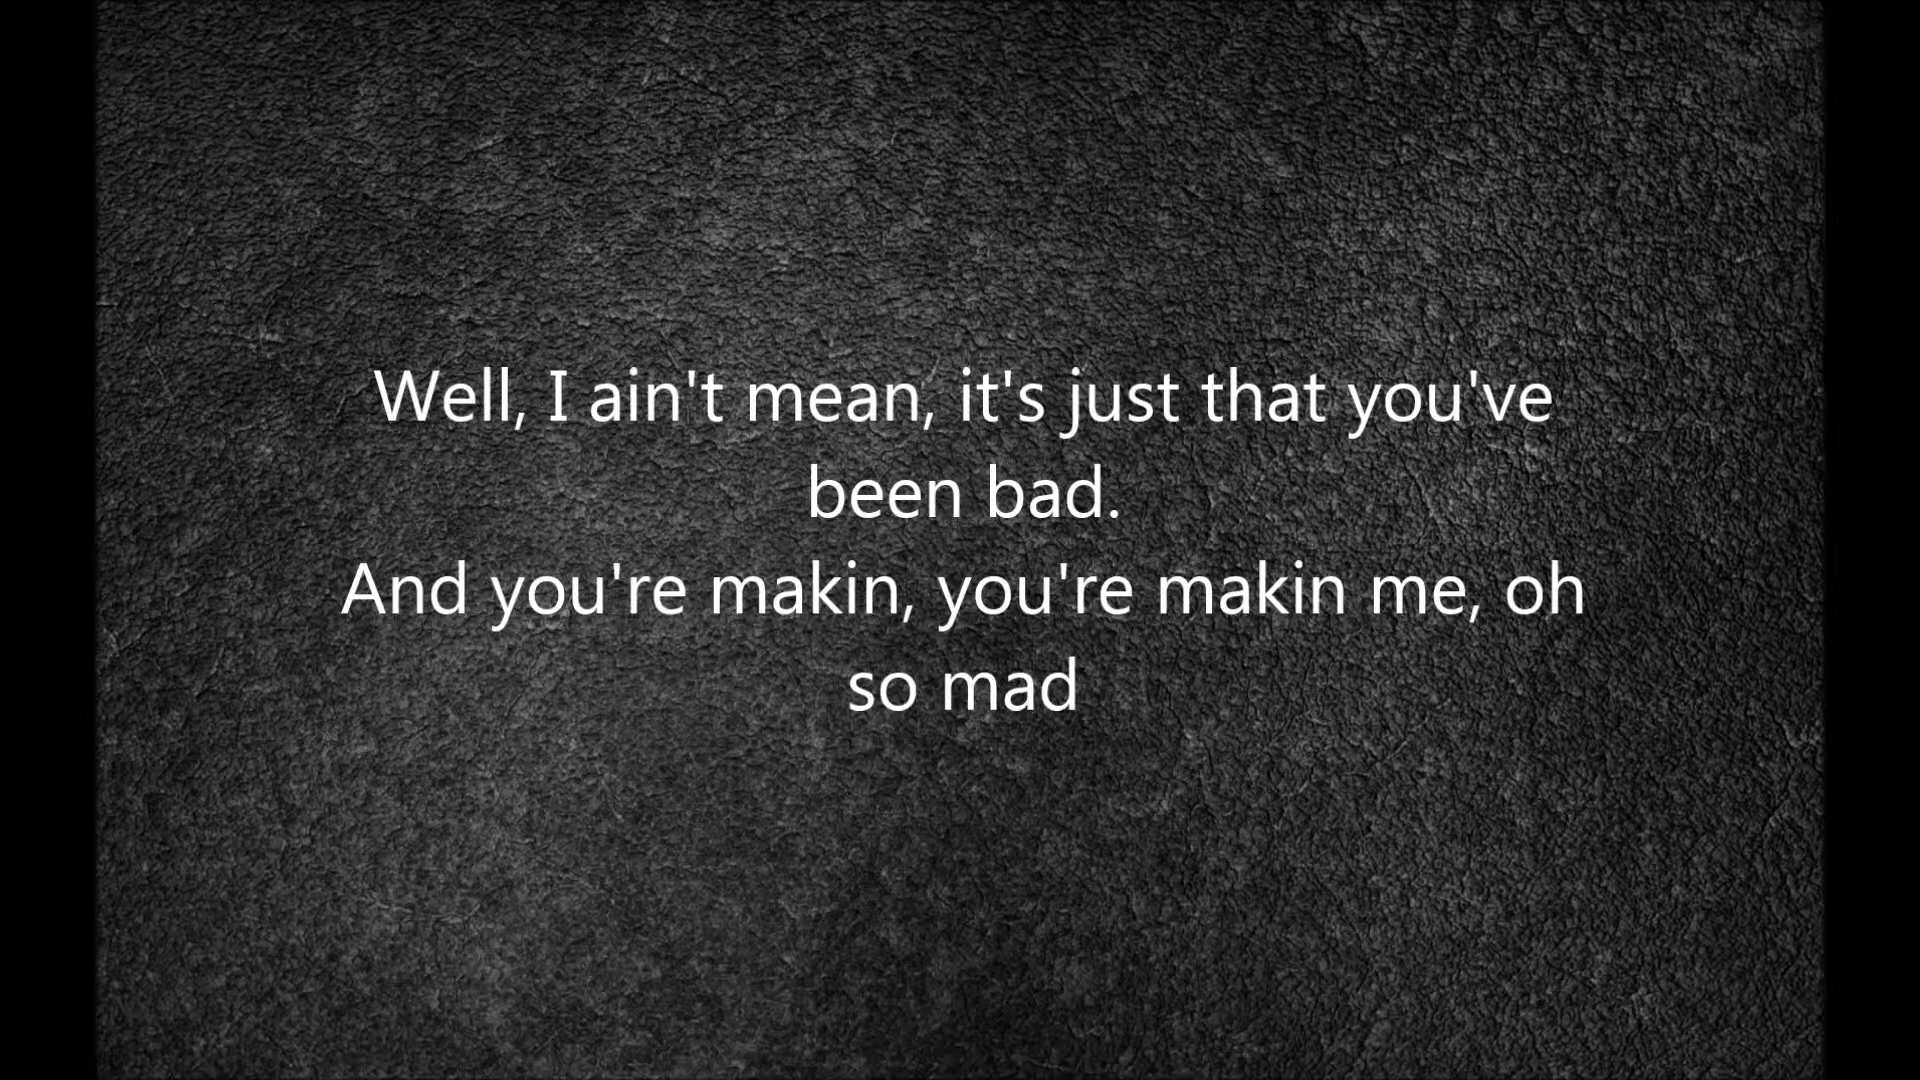 Well, I ain't mean, it's just that you've
been bad.
And you're makin, you're makin me, oh
so mad